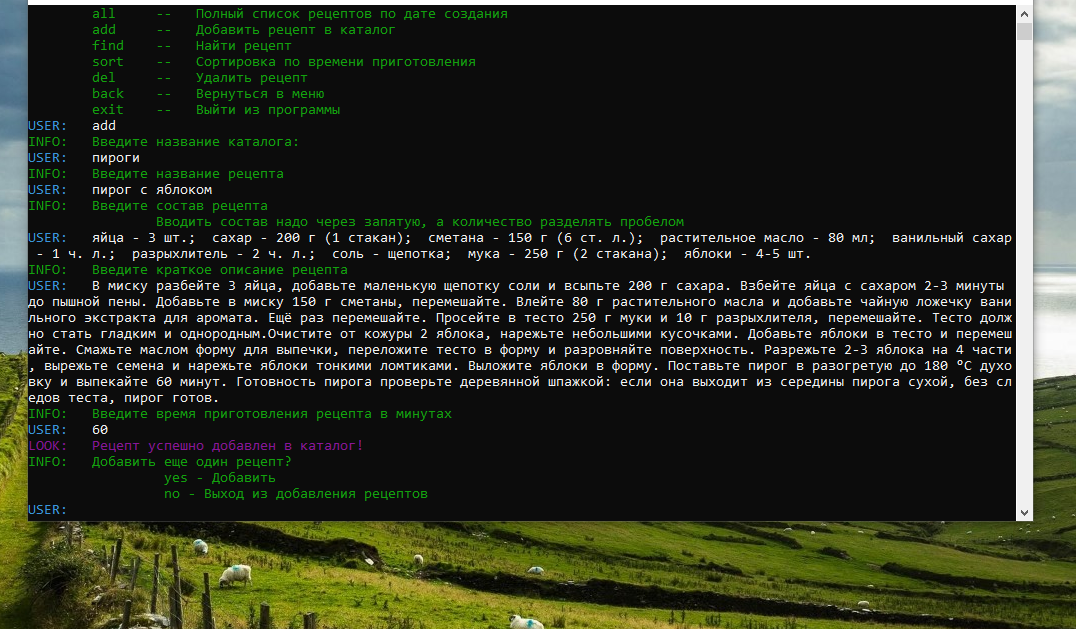 all -- Полный список рецептов по дате создания
add -- Добавить рецепт в каталог
find -- Найти рецепт
sort -- Сортировка по времени приготовления
del -- Удалить рецепт
back -- Вернуться в меню
exit -- Выйти из программы
USER: add
INFO: Введите название каталога:
USER: пироги
INFO: Введите название рецепта
USER: пирог с яблоком
INFO: Введите состав рецепта
Вводить состав надо через запятую, а количество разделять пробелом
USER: яйца - 3 шт.; сахар - 200 г (1 стакан); сметана - 150 г (6 ст. л.); растительное масло - 80 мл; ванильный сахар
- 1 ч. л.; разрыхлитель - 2 ч. л.; соль - щепотка; мука - 250 г (2 стакана); яблоки - 4-5 шт.
INFO: Введите краткое описание рецепта
USER: В миску разбейте 3 яйца, добавьте маленькую щепотку соли и всыпьте 200 г сахара. Взбейте яйца с сахаром 2-3 минуты
до пышной пены. Добавьте в миску 150 г сметаны, перемешайте. Влейте 80 г растительного масла и добавьте чайную ложечку вани
льного экстракта для аромата. Ещё раз перемешайте. Просейте в тесто 250 г муки и 10 г разрыхлителя, перемешайте. Тесто долж
но стать гладким и однородным.Очистите от кожуры 2 яблока, нарежьте небольшими кусочками. Добавьте яблоки в тесто и перемеш
айте. Смажьте маслом форму для выпечки, переложите тесто в форму и разровняйте поверхность. Разрежьте 2-3 яблока на 4 части
, вырежьте семена и нарежьте яблоки тонкими ломтиками. Выложите яблоки в форму. Поставьте пирог в разогретую до 180 °С духо
вку и выпекайте 60 минут. Готовность пирога проверьте деревянной шпажкой: если она выходит из середины пирога сухой, без сл
едов теста, пирог готов.
INFO: Введите время приготовления рецепта в минутах
USER: 60
LOOK: Рецепт успешно добавлен в каталог!
INFO: Добавить еще один рецепт?
yes - Добавить
no - Выход из добавления рецептов
USER: